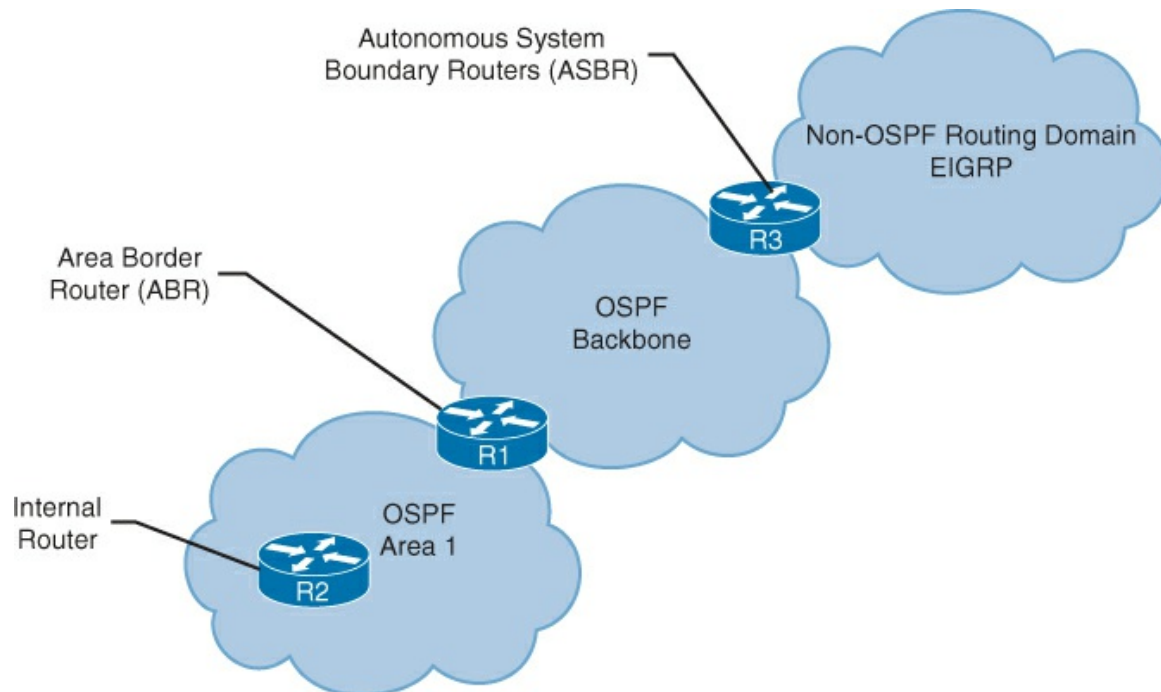 Autonomous System
Boundary Routers (ASBR)
Non-OSPF Routing Domain
EIGRP
R3
Area Border
Router (ABR)
OSPF
Backbone
R1
Internal
Router
OSPF
Area 1
R2